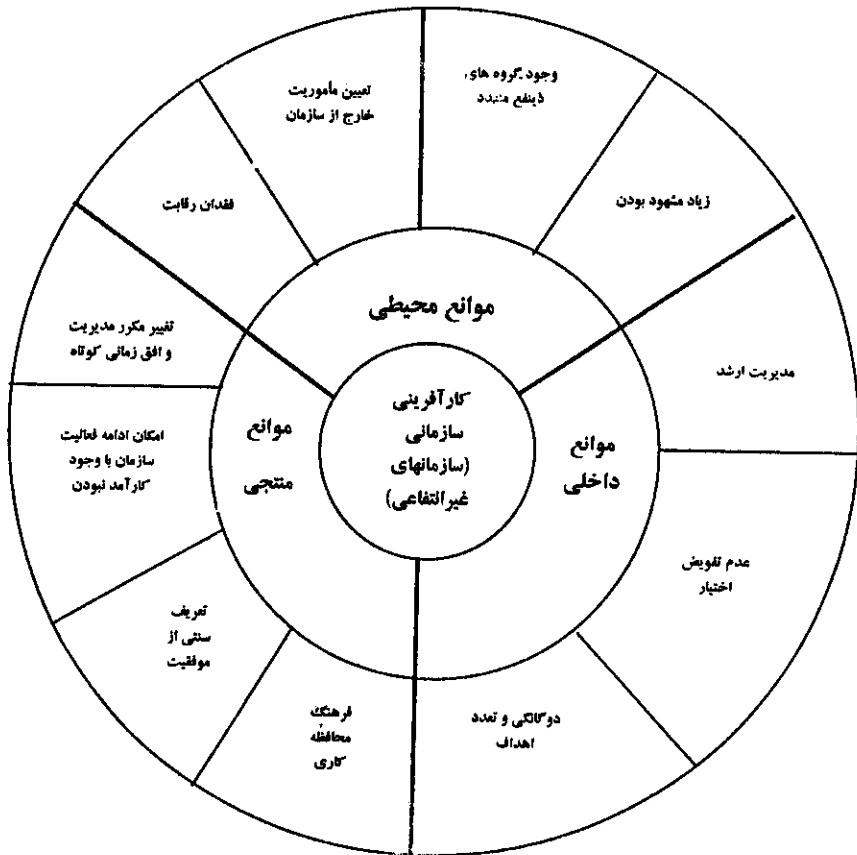 وجود گروه های
ذینفع متعدد
زیاد مشهود بودن
مدیریت ارشد
عدم تفویض
اختیار
دوگانگی و تعدد
اهداف
فرهنگ
محافظه
کاری
تعریف
سنتی از
موفقیت
امکان ادامه فعالیت
سازمان با وجود
کارآمد نبودن
تغییر مکرر مدیریت
و افق زمانی کوتاه
فقدان رقابت
تعیین مأموریت
خارج از سازمان
موانع محیطی
موانع
داخلی
موانع
منتجی
کارآفرینی
سازمانی
(سازمانهای
غیرانتفاعی)